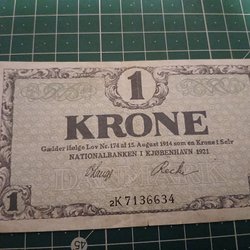 1
KRONE
Gælder ifølge Lov Nr. 174 af 15. August 1914 som en Krone i Sølv
NATIONALBANKEN I KJØBENHAVN 1921.
1
2K 7136634
45